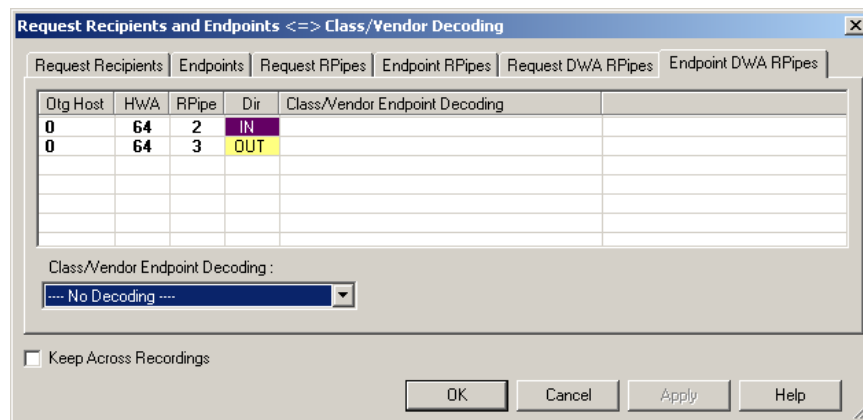 Request Recipients and Endpoints <=> Class/Vendor Decoding
Request Recipients Endpoints Request RPipes Endpoint RPipes Request DWA RPipes Endpoint DWA RPipes
Otg Host HWA RPipe Dir Class/Vendor Endpoint Decoding
0 64 2 IN
0 64 3 OUT
Class/Vendor Endpoint Decoding :
---- No Decoding ----
Keep Across Recordings
OK Cancel Apply Help